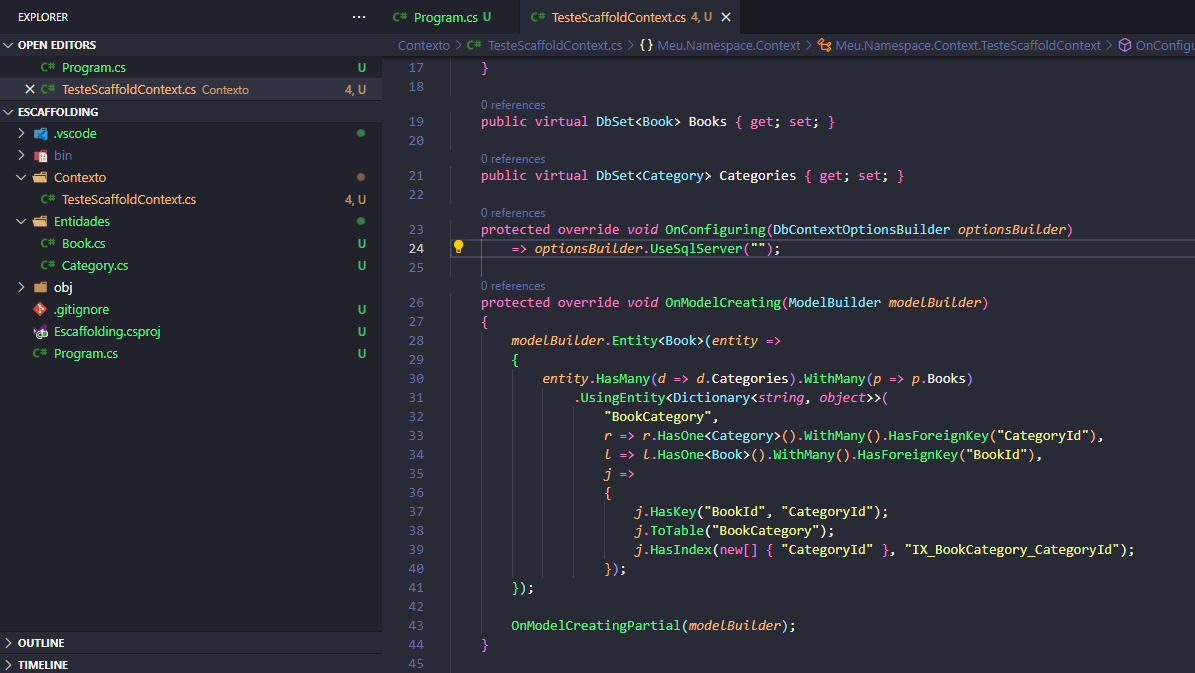 EXPLORER ...
OPEN EDITORS
C# Program.cs U
C# TesteScaffoldContext.cs Contexto 4, U
ESCAFFOLDING
.vscode
bin
Contexto
C# TesteScaffoldContext.cs 4, U
Entidades
C# Book.cs U
C# Category.cs U
obj
.gitignore U
Escaffolding.csproj U
C# Program.cs U
OUTLINE
TIMELINE
C# Program.cs U
C# TesteScaffoldContext.cs 4, U
Contexto > C# TesteScaffoldContext.cs > {} Meu.Namespace.Context > Meu.Namespace.Context.TesteScaffoldContext > OnConfigu
17 }
18
0 references
19 public virtual DbSet<Book> Books { get; set; }
20
0 references
21 public virtual DbSet<Category> Categories { get; set; }
22
0 references
23 protected override void OnConfiguring(DbContextOptionsBuilder optionsBuilder)
24 => optionsBuilder.UseSqlServer("");
25
0 references
26 protected override void OnModelCreating(ModelBuilder modelBuilder)
27 {
28 modelBuilder.Entity<Book>(entity =>
29 {
30 entity.HasMany(d => d.Categories).WithMany(p => p.Books)
31 .UsingEntity<Dictionary<string, object>>(
32 "BookCategory",
33 r => r.HasOne<Category>().WithMany().HasForeignKey("CategoryId"),
34 l => l.HasOne<Book>().WithMany().HasForeignKey("BookId"),
35 j =>
36 {
37 j.HasKey("BookId", "CategoryId");
38 j.ToTable("BookCategory");
39 j.HasIndex(new[] { "CategoryId" }, "IX_BookCategory_CategoryId");
40 });
41 });
42
43 OnModelCreatingPartial(modelBuilder);
44 }
45